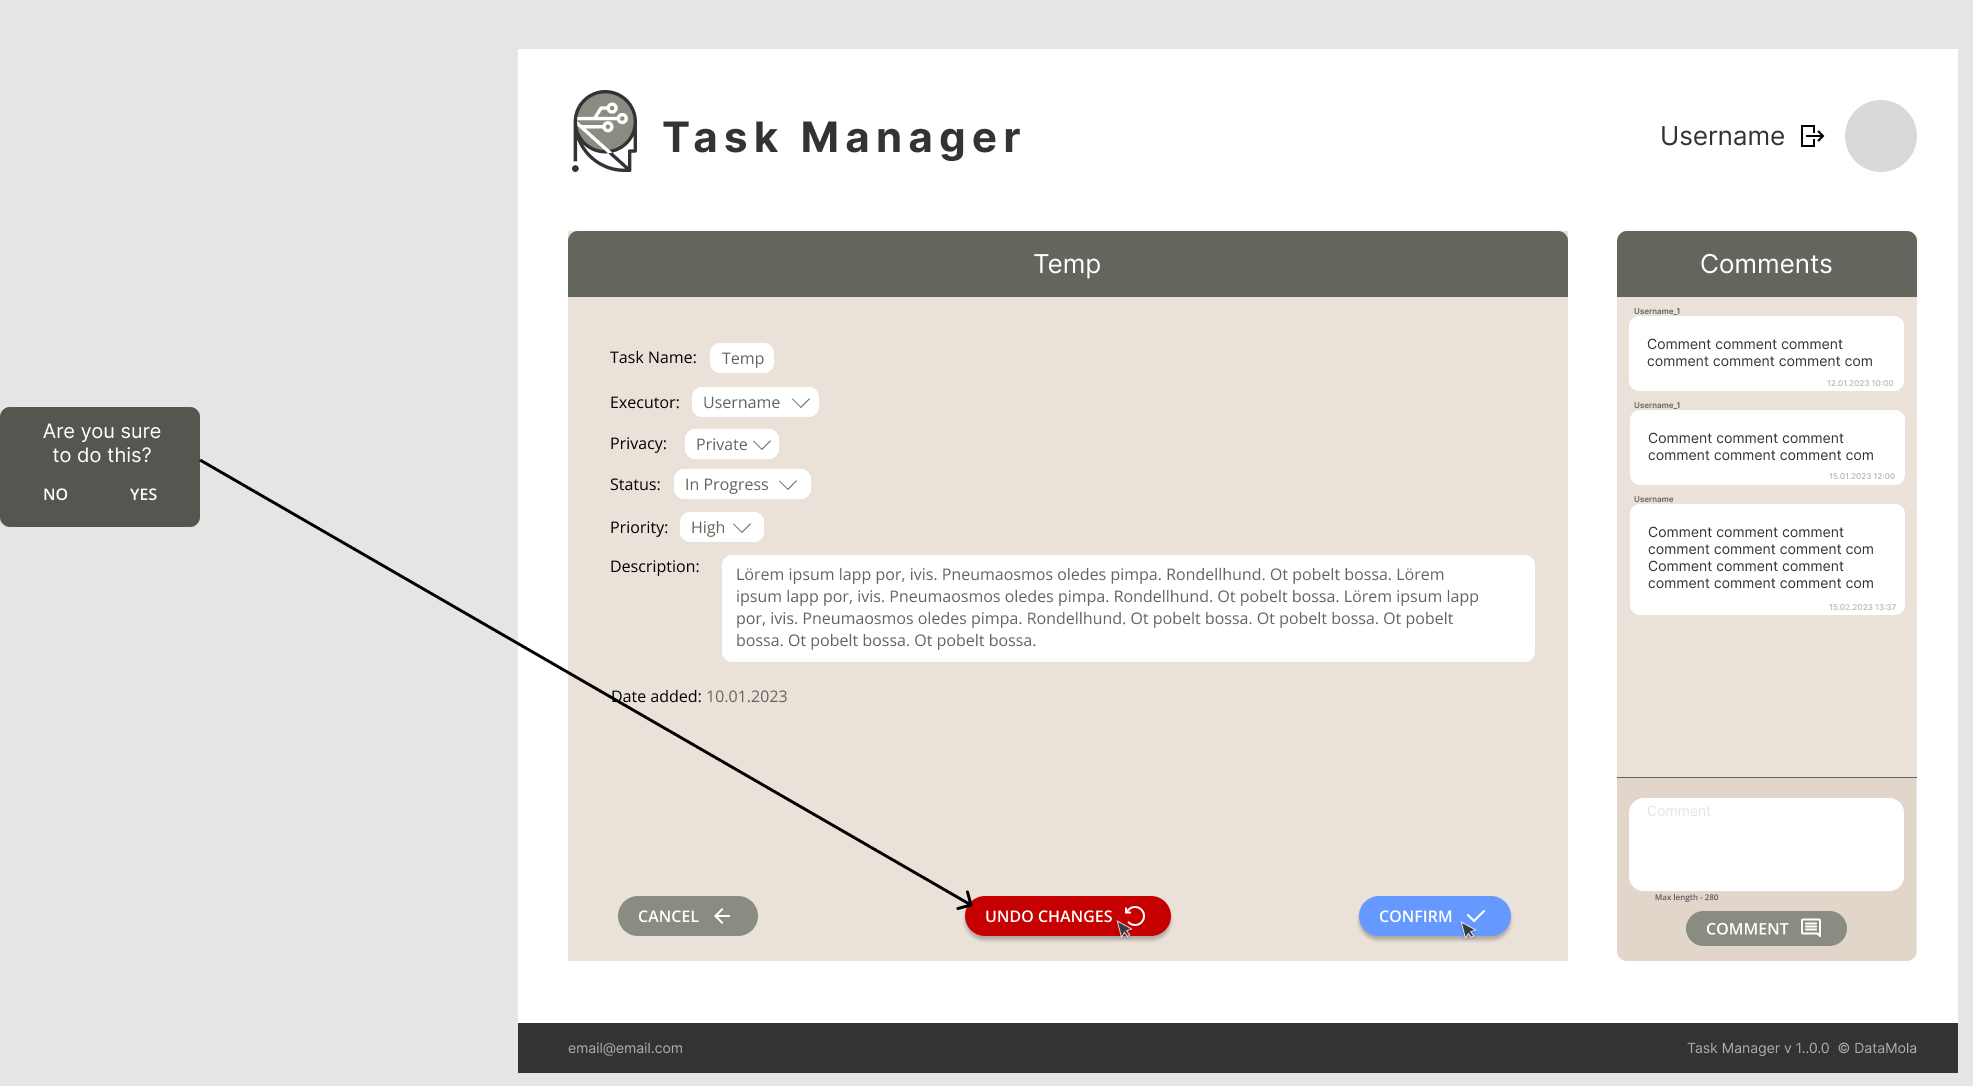 Task Manager
Username
Are you sure
to do this?
NO YES
Temp
Task Name: Temp
Executor: Username
Privacy: Private
Status: In Progress
Priority: High
Description: Lörem ipsum lapp por, ivis. Pneumaosmos oledes pimpa. Rondellhund. Ot pobelt bossa. Lörem
ipsum lapp por, ivis. Pneumaosmos oledes pimpa. Rondellhund. Ot pobelt bossa. Lörem ipsum lapp
por, ivis. Pneumaosmos oledes pimpa. Rondellhund. Ot pobelt bossa. Ot pobelt bossa. Ot pobelt
bossa. Ot pobelt bossa. Ot pobelt bossa.
Date added: 10.01.2023
CANCEL
UNDO CHANGES
CONFIRM
Comments
Username_1
Comment comment comment
comment comment comment com
12.01.2023 10:00
Username_1
Comment comment comment
comment comment comment com
15.01.2023 12:00
Username
Comment comment comment
comment comment comment com
Comment comment comment
comment comment comment com
15.02.2023 13:37
Comment
Max length - 280
COMMENT
email@email.com
Task Manager v 1..0.0 © DataMola